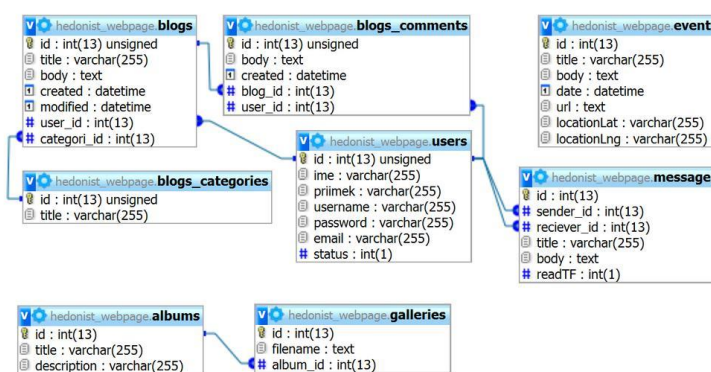 hedonist_webpage.blogs
id : int(13) unsigned
title : varchar(255)
body : text
created : datetime
modified : datetime
user_id : int(13)
categori_id : int(13)
hedonist_webpage.blogs_comments
id : int(13) unsigned
body : text
created : datetime
blog_id : int(13)
user_id : int(13)
hedonist_webpage.event
id : int(13)
title : varchar(255)
body : text
date : datetime
url : text
locationLat : varchar(255)
locationLng : varchar(255)
hedonist_webpage.blogs_categories
id : int(13) unsigned
title : varchar(255)
hedonist_webpage.users
id : int(13) unsigned
ime : varchar(255)
priimek : varchar(255)
username : varchar(255)
password : varchar(255)
email : varchar(255)
status : int(1)
hedonist_webpage.message
id : int(13)
sender_id : int(13)
reciever_id : int(13)
title : varchar(255)
body : text
readTF : int(1)
hedonist_webpage.albums
id : int(13)
title : varchar(255)
description : varchar(255)
hedonist_webpage.galleries
id : int(13)
filename : text
album_id : int(13)